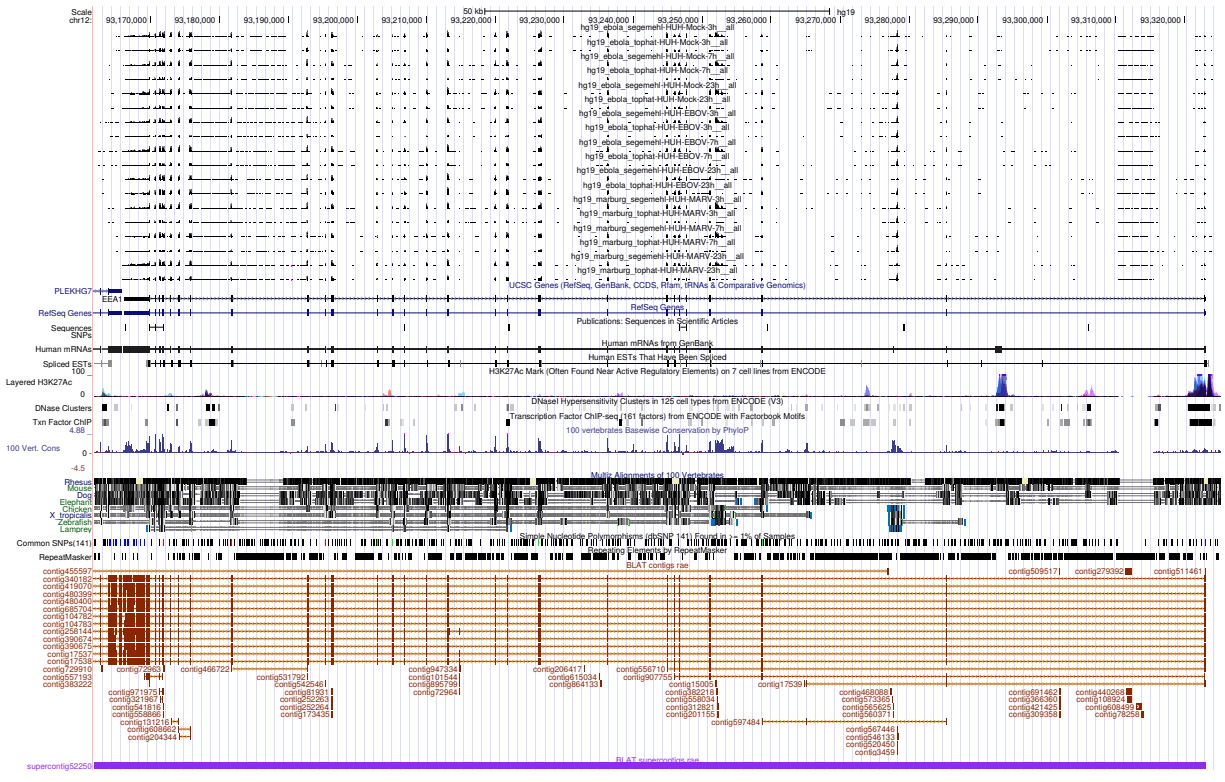 Scale 50 kb hg19
chr12: 93,170,000 93,180,000 93,190,000 93,200,000 93,210,000 93,220,000 93,230,000 93,240,000 93,250,000 93,260,000 93,270,000 93,280,000 93,290,000 93,300,000 93,310,000 93,320,000
hg19_ebola_segemehl-HUH-Mock-3h__all
hg19_ebola_tophat-HUH-Mock-3h__all
hg19_ebola_segemehl-HUH-Mock-7h__all
hg19_ebola_tophat-HUH-Mock-7h__all
hg19_ebola_segemehl-HUH-Mock-23h__all
hg19_ebola_tophat-HUH-Mock-23h__all
hg19_ebola_segemehl-HUH-EBOV-3h__all
hg19_ebola_tophat-HUH-EBOV-3h__all
hg19_ebola_segemehl-HUH-EBOV-7h__all
hg19_ebola_tophat-HUH-EBOV-7h__all
hg19_ebola_segemehl-HUH-EBOV-23h__all
hg19_ebola_tophat-HUH-EBOV-23h__all
hg19_marburg_segemehl-HUH-MARV-3h__all
hg19_marburg_tophat-HUH-MARV-3h__all
hg19_marburg_segemehl-HUH-MARV-7h__all
hg19_marburg_tophat-HUH-MARV-7h__all
hg19_marburg_segemehl-HUH-MARV-23h__all
hg19_marburg_tophat-HUH-MARV-23h__all
UCSC Genes (RefSeq, GenBank, CCDS, Rfam, tRNAs & Comparative Genomics)
PLEKHG7
EEA1
RefSeq Genes
RefSeq Genes
Publications: Sequences in Scientific Articles
Sequences
SNPs
Human mRNAs from GenBank
Human mRNAs
Human ESTs That Have Been Spliced
Spliced ESTs
H3K27Ac Mark (Often Found Near Active Regulatory Elements) on 7 cell lines from ENCODE
100
Layered H3K27Ac
0
DNaseI Hypersensitivity Clusters in 125 cell types from ENCODE (V3)
DNase Clusters
Transcription Factor ChIP-seq (161 factors) from ENCODE with Factorbook Motifs
Txn Factor ChIP
100 vertebrates Basewise Conservation by PhyloP
4.88
100 Vert. Cons
0
-4.5
Multiz Alignments of 100 Vertebrates
Rhesus
Mouse
Dog
Elephant
Chicken
X_tropicalis
Zebrafish
Lamprey
Simple Nucleotide Polymorphisms (dbSNP 141) Found in >= 1% of Samples
Common SNPs(141)
Repeating Elements by RepeatMasker
RepeatMasker
BLAT contigs rae
contig455597 contig509517 contig279392 contig511461
contig340182
contig419070
contig480399
contig480400
contig685704
contig104782
contig104783
contig258144
contig390674
contig390675
contig17537
contig17538
contig729910 contig72963 contig466722 contig947334 contig206417 contig556710
contig557193 contig531792 contig101544 contig615034 contig907755
contig383222 contig542546 contig895799 contig864133 contig15005 contig17539
contig971975 contig81931 contig72964 contig382218 contig468088 contig691462 contig440268
contig321967 contig252263 contig558034 contig573365 contig366360 contig108924
contig541816 contig252264 contig312821 contig565625 contig421425 contig608499
contig558866 contig173435 contig201155 contig560371 contig309358 contig78258
contig131216 contig597484
contig608662 contig567446
contig204344 contig546133
contig520450
contig3459
BLAT supercontigs rae
supercontig52250